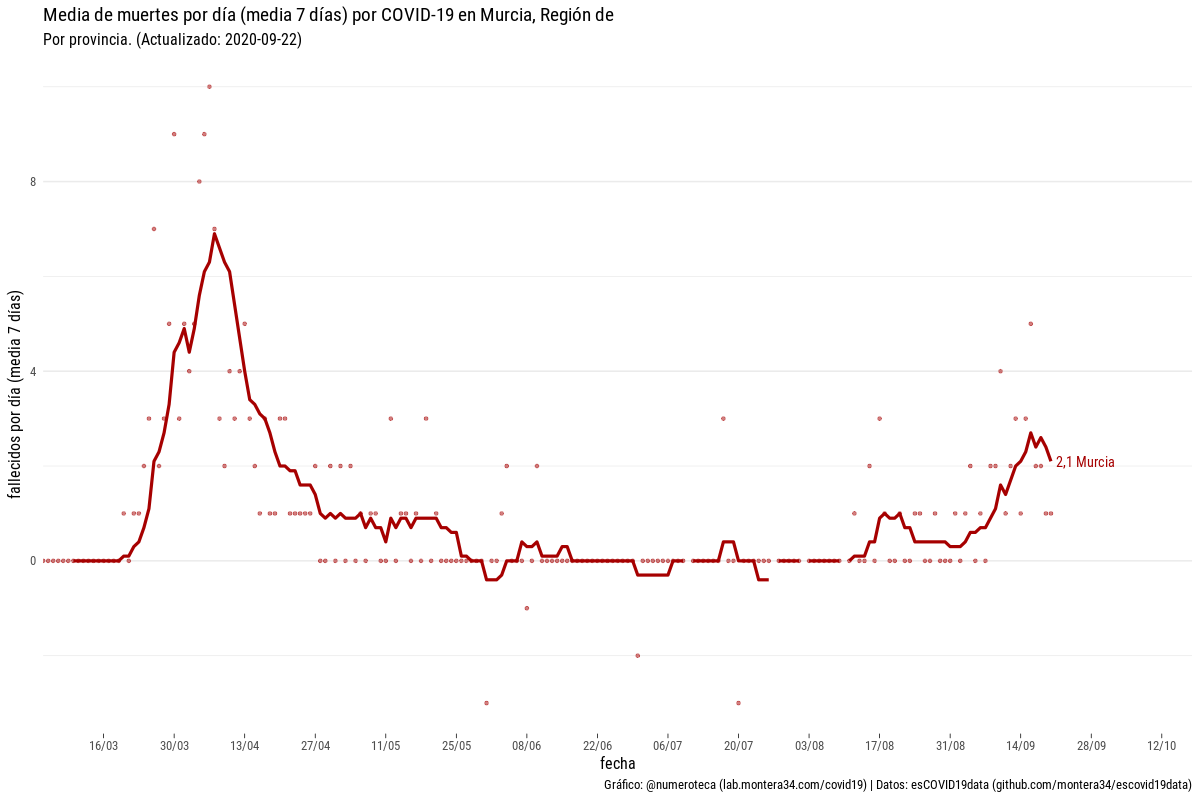 Media de muertes por día (media 7 días) por COVID-19 en Murcia, Región de
Por provincia. (Actualizado: 2020-09-22)
fallecidos por día (media 7 días)
8
4
0
2,1 Murcia
16/03 30/03 13/04 27/04 11/05 25/05 08/06 22/06 06/07 20/07 03/08 17/08 31/08 14/09 28/09 12/10
fecha
Gráfico: @numeroteca (lab.montera34.com/covid19) | Datos: esCOVID19data (github.com/montera34/escovid19data)